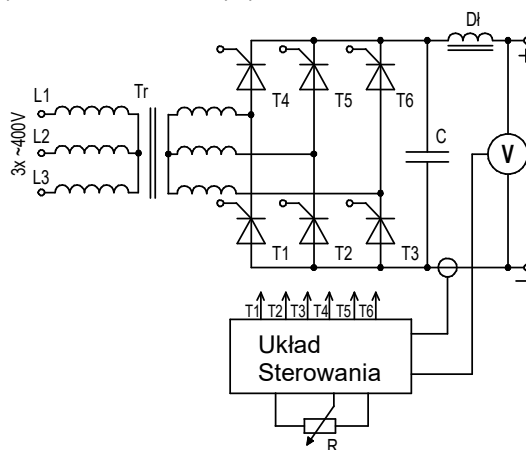 Dł
+
L1
Tr
T4
T5
T6
3x ~400V
L2
C
V
L3
T1
T2
T3
−
T1 T2 T3 T4 T5 T6
Układ
Sterowania
R